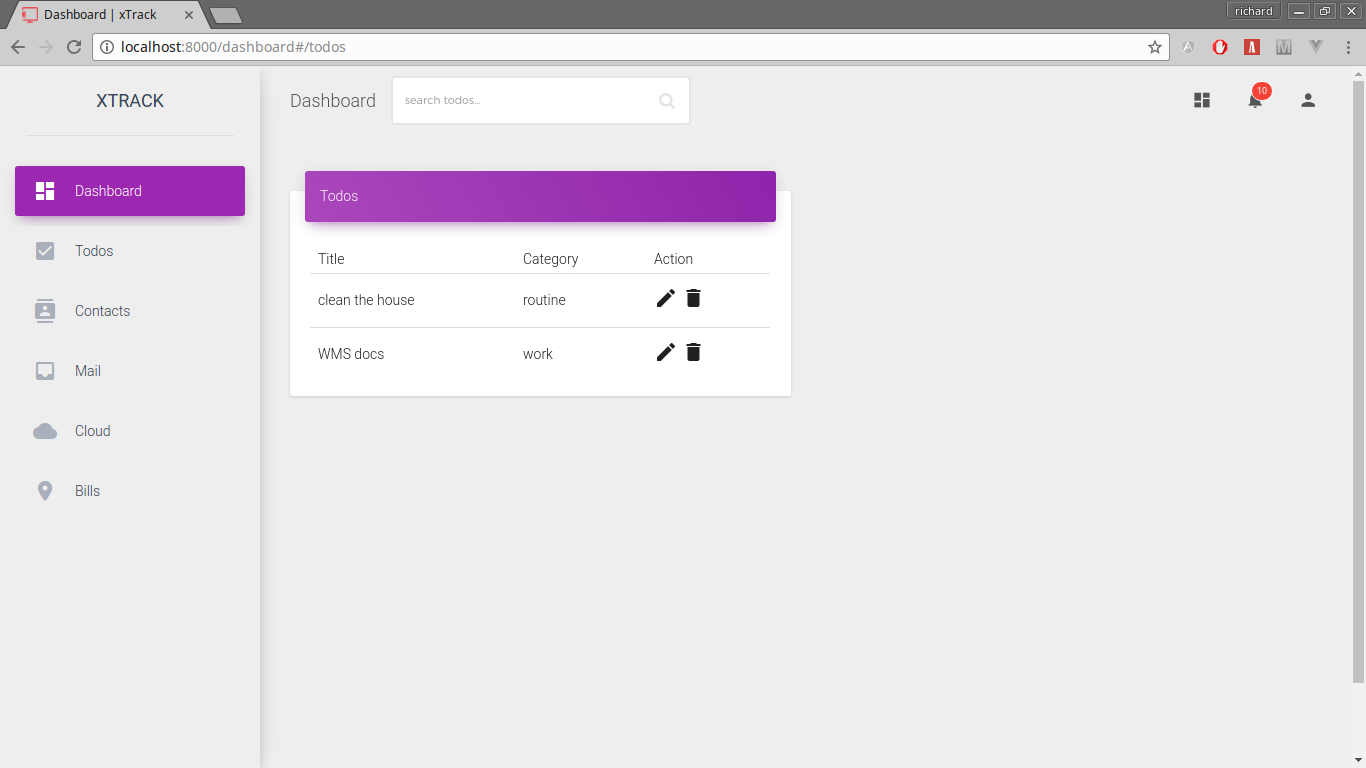 Dashboard | xTrack
richard
localhost:8000/dashboard#/todos
XTRACK
Dashboard
search todos...
10
Dashboard
Todos
Contacts
Mail
Cloud
Bills
Todos
Title Category Action
clean the house routine
WMS docs work